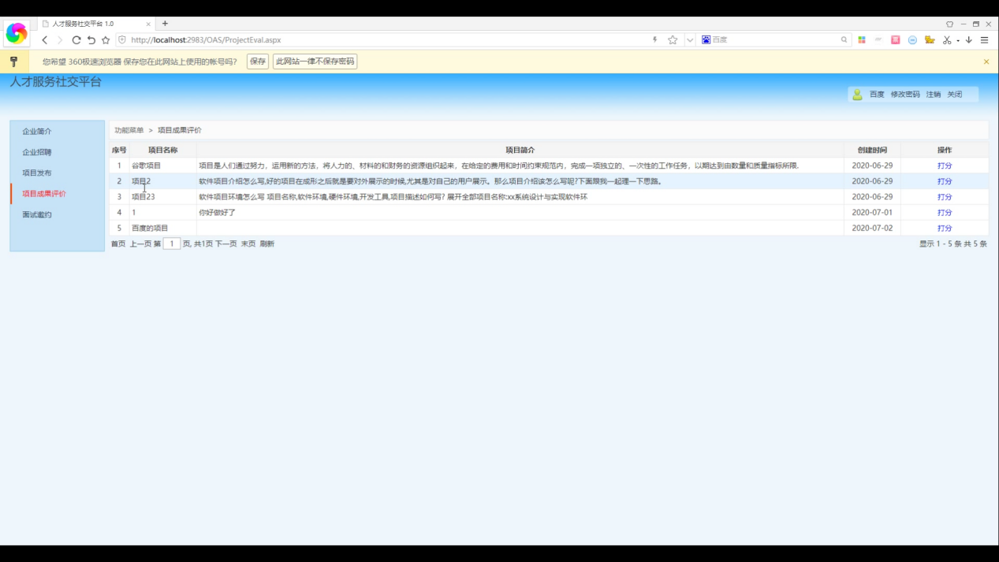 人才服务社交平台 1.0
http://localhost:2983/OAS/ProjectEval.aspx
百度
您希望 360极速浏览器 保存您在此网站上使用的帐号吗? 保存 此网站一律不保存密码
人才服务社交平台
百度 修改密码 注销 关闭
企业简介
企业招聘
项目发布
项目成果评价
面试邀约
功能菜单 > 项目成果评价
序号 项目名称 项目简介 创建时间 操作
1 谷歌项目 项目是人们通过努力，运用新的方法，将人力的、材料的和财务的资源组织起来，在给定的费用和时间约束规范内，完成一项独立的、一次性的工作任务，以期达到由数量和质量指标所限. 2020-06-29 打分
2 项目2 软件项目介绍怎么写,好的项目在成形之后就是要对外展示的时候,尤其是对自己的用户展示。那么项目介绍该怎么写呢?下面跟我一起理一下思路。 2020-06-29 打分
3 项目23 软件项目环境怎么写 项目名称,软件环境,硬件环境,开发工具,项目描述如何写? 展开全部项目名称:xx系统设计与实现软件环 2020-06-29 打分
4 1 你好做好了 2020-07-01 打分
5 百度的项目 2020-07-02 打分
首页 上一页 第 1 页, 共1页 下一页 末页 刷新 显示 1 - 5 条 共 5 条